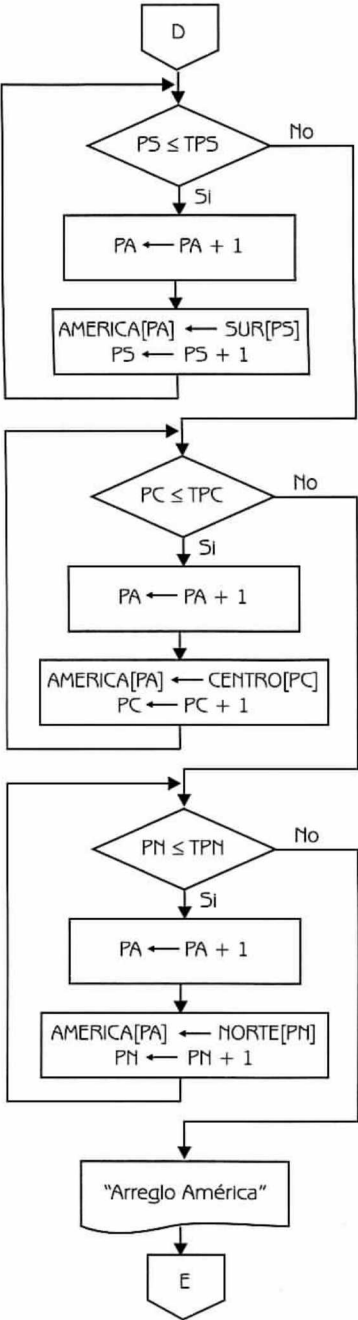 D
PS ≤ TPS
No
Si
PA ← PA + 1
AMERICA[PA] ← SUR[PS]
PS ← PS + 1
PC ≤ TPC
No
Si
PA ← PA + 1
AMERICA[PA] ← CENTRO[PC]
PC ← PC + 1
PN ≤ TPN
No
Si
PA ← PA + 1
AMERICA[PA] ← NORTE[PN]
PN ← PN + 1
"Arreglo América"
E